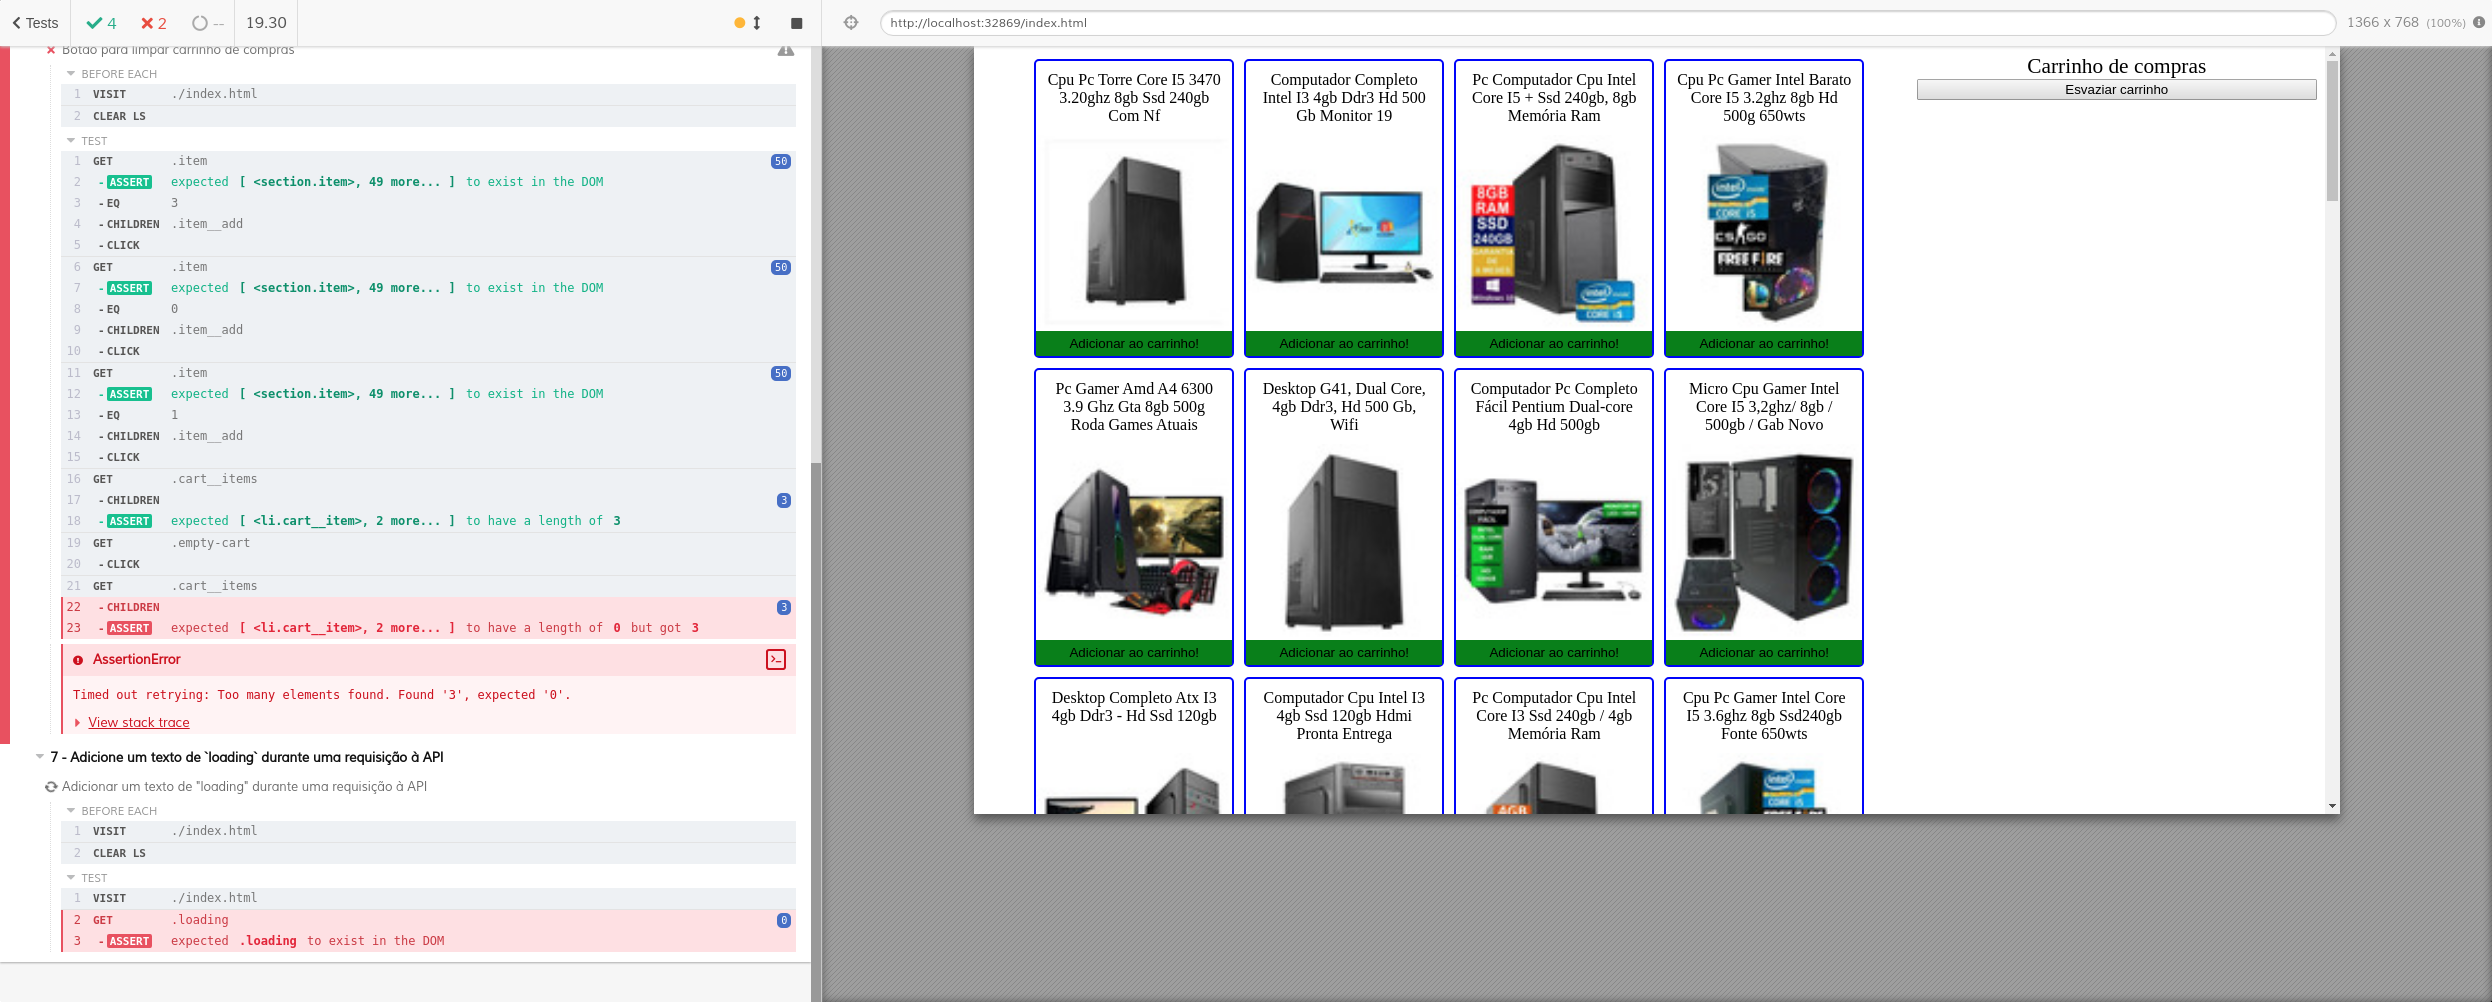 Tests 4 2 -- 19.30
Botão para limpar carrinho de compras
BEFORE EACH
1 VISIT ./index.html
2 CLEAR LS
TEST
1 GET .item 50
2 - ASSERT expected [ <section.item>, 49 more... ] to exist in the DOM
3 - EQ 3
4 - CHILDREN .item__add
5 - CLICK
6 GET .item 50
7 - ASSERT expected [ <section.item>, 49 more... ] to exist in the DOM
8 - EQ 0
9 - CHILDREN .item__add
10 - CLICK
11 GET .item 50
12 - ASSERT expected [ <section.item>, 49 more... ] to exist in the DOM
13 - EQ 1
14 - CHILDREN .item__add
15 - CLICK
16 GET .cart__items
17 - CHILDREN 3
18 - ASSERT expected [ <li.cart__item>, 2 more... ] to have a length of 3
19 GET .empty-cart
20 - CLICK
21 GET .cart__items
22 - CHILDREN 3
23 - ASSERT expected [ <li.cart__item>, 2 more... ] to have a length of 0 but got 3
AssertionError
Timed out retrying: Too many elements found. Found '3', expected '0'.
View stack trace
7 - Adicione um texto de `loading` durante uma requisição à API
Adicionar um texto de "loading" durante uma requisição à API
BEFORE EACH
1 VISIT ./index.html
2 CLEAR LS
TEST
1 VISIT ./index.html
2 GET .loading 0
3 - ASSERT expected .loading to exist in the DOM
http://localhost:32869/index.html
1366 x 768 (100%)
Cpu Pc Torre Core I5 3470
3.20ghz 8gb Ssd 240gb
Com Nf
Adicionar ao carrinho!
Computador Completo
Intel I3 4gb Ddr3 Hd 500
Gb Monitor 19
Adicionar ao carrinho!
Pc Computador Cpu Intel
Core I5 + Ssd 240gb, 8gb
Memória Ram
8GB
RAM
SSD
240GB
intel
CORE i5
Adicionar ao carrinho!
Cpu Pc Gamer Intel Barato
Core I5 3.2ghz 8gb Hd
500g 650wts
intel
CORE i5
CS GO
FREE FIRE
Adicionar ao carrinho!
Carrinho de compras
Esvaziar carrinho
Pc Gamer Amd A4 6300
3.9 Ghz Gta 8gb 500g
Roda Games Atuais
Adicionar ao carrinho!
Desktop G41, Dual Core,
4gb Ddr3, Hd 500 Gb,
Wifi
Adicionar ao carrinho!
Computador Pc Completo
Fácil Pentium Dual-core
4gb Hd 500gb
Adicionar ao carrinho!
Micro Cpu Gamer Intel
Core I5 3,2ghz/ 8gb /
500gb / Gab Novo
Adicionar ao carrinho!
Desktop Completo Atx I3
4gb Ddr3 - Hd Ssd 120gb
Computador Cpu Intel I3
4gb Ssd 120gb Hdmi
Pronta Entrega
Pc Computador Cpu Intel
Core I3 Ssd 240gb / 4gb
Memória Ram
4GB
Cpu Pc Gamer Intel Core
I5 3.6ghz 8gb Ssd240gb
Fonte 650wts
intel
CORE i5